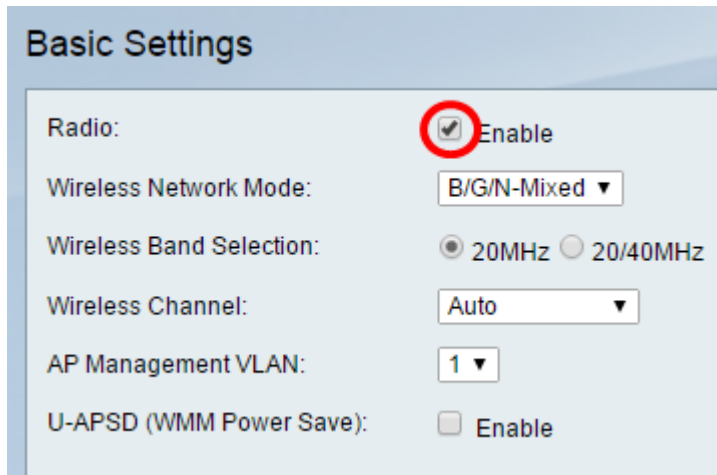 Basic Settings
Radio: Enable
Wireless Network Mode: B/G/N-Mixed
Wireless Band Selection: 20MHz 20/40MHz
Wireless Channel: Auto
AP Management VLAN: 1
U-APSD (WMM Power Save): Enable